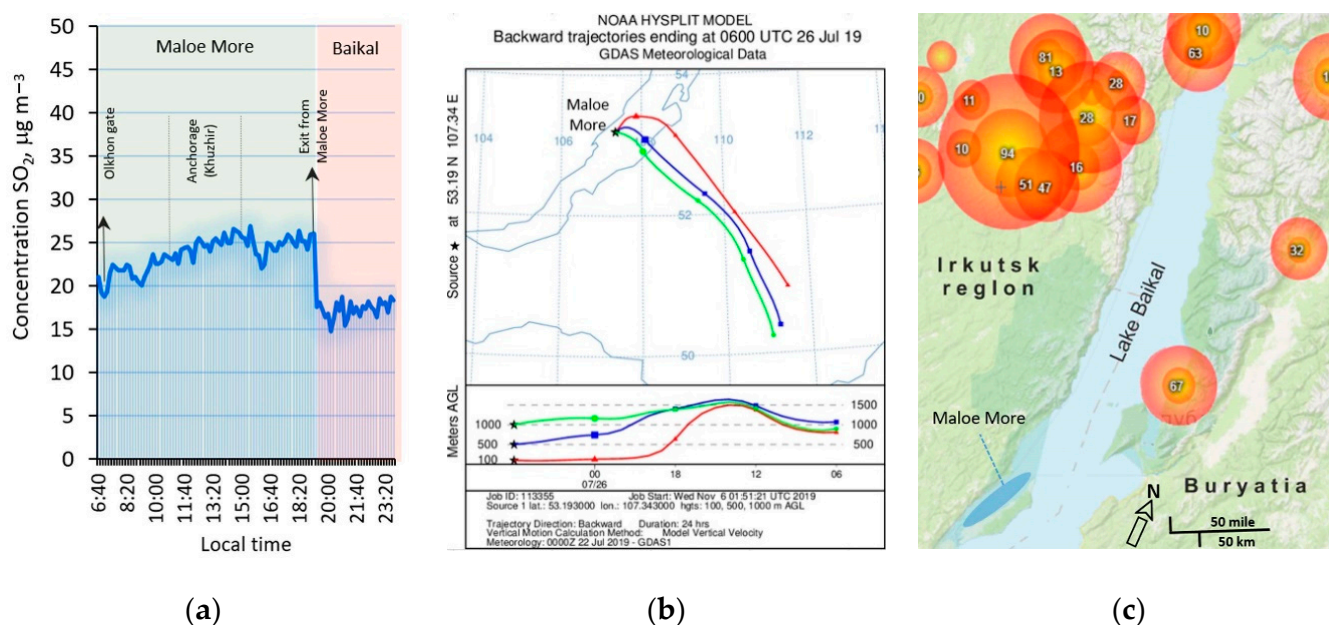 Concentration SO₂, µg m⁻³
50
45
40
35
30
25
20
15
10
5
0
Maloe More
Baikal
Olkhon gate
Anchorage
(Khuzhir)
Exit from
Maloe More
6:40
8:20
10:00
11:40
13:20
15:00
16:40
18:20
20:00
21:40
23:20
Local time
(a)
NOAA HYSPLIT MODEL
Backward trajectories ending at 0600 UTC 26 Jul 19
GDAS Meteorological Data
Source ★ at 53.19 N 107.34 E
Maloe
More
54
104
106
108
110
112
52
50
Meters AGL
1000
500
100
1500
1000
500
00
18
12
06
07/26
Job ID: 113355 Job Start: Wed Nov 6 01:51:21 UTC 2019
Source 1 lat.: 53.193000 lon.: 107.343000 hgts: 100, 500, 1000 m AGL
Trajectory Direction: Backward Duration: 24 hrs
Vertical Motion Calculation Method: Model Vertical Velocity
Meteorology: 0000Z 22 Jul 2019 - GDAS1
(b)
10
63
81
13
28
11
28
17
10
94
16
51
47
32
67
Irkutsk
region
Lake Baikal
Maloe More
Buryatia
N
50 mile
50 km
(c)